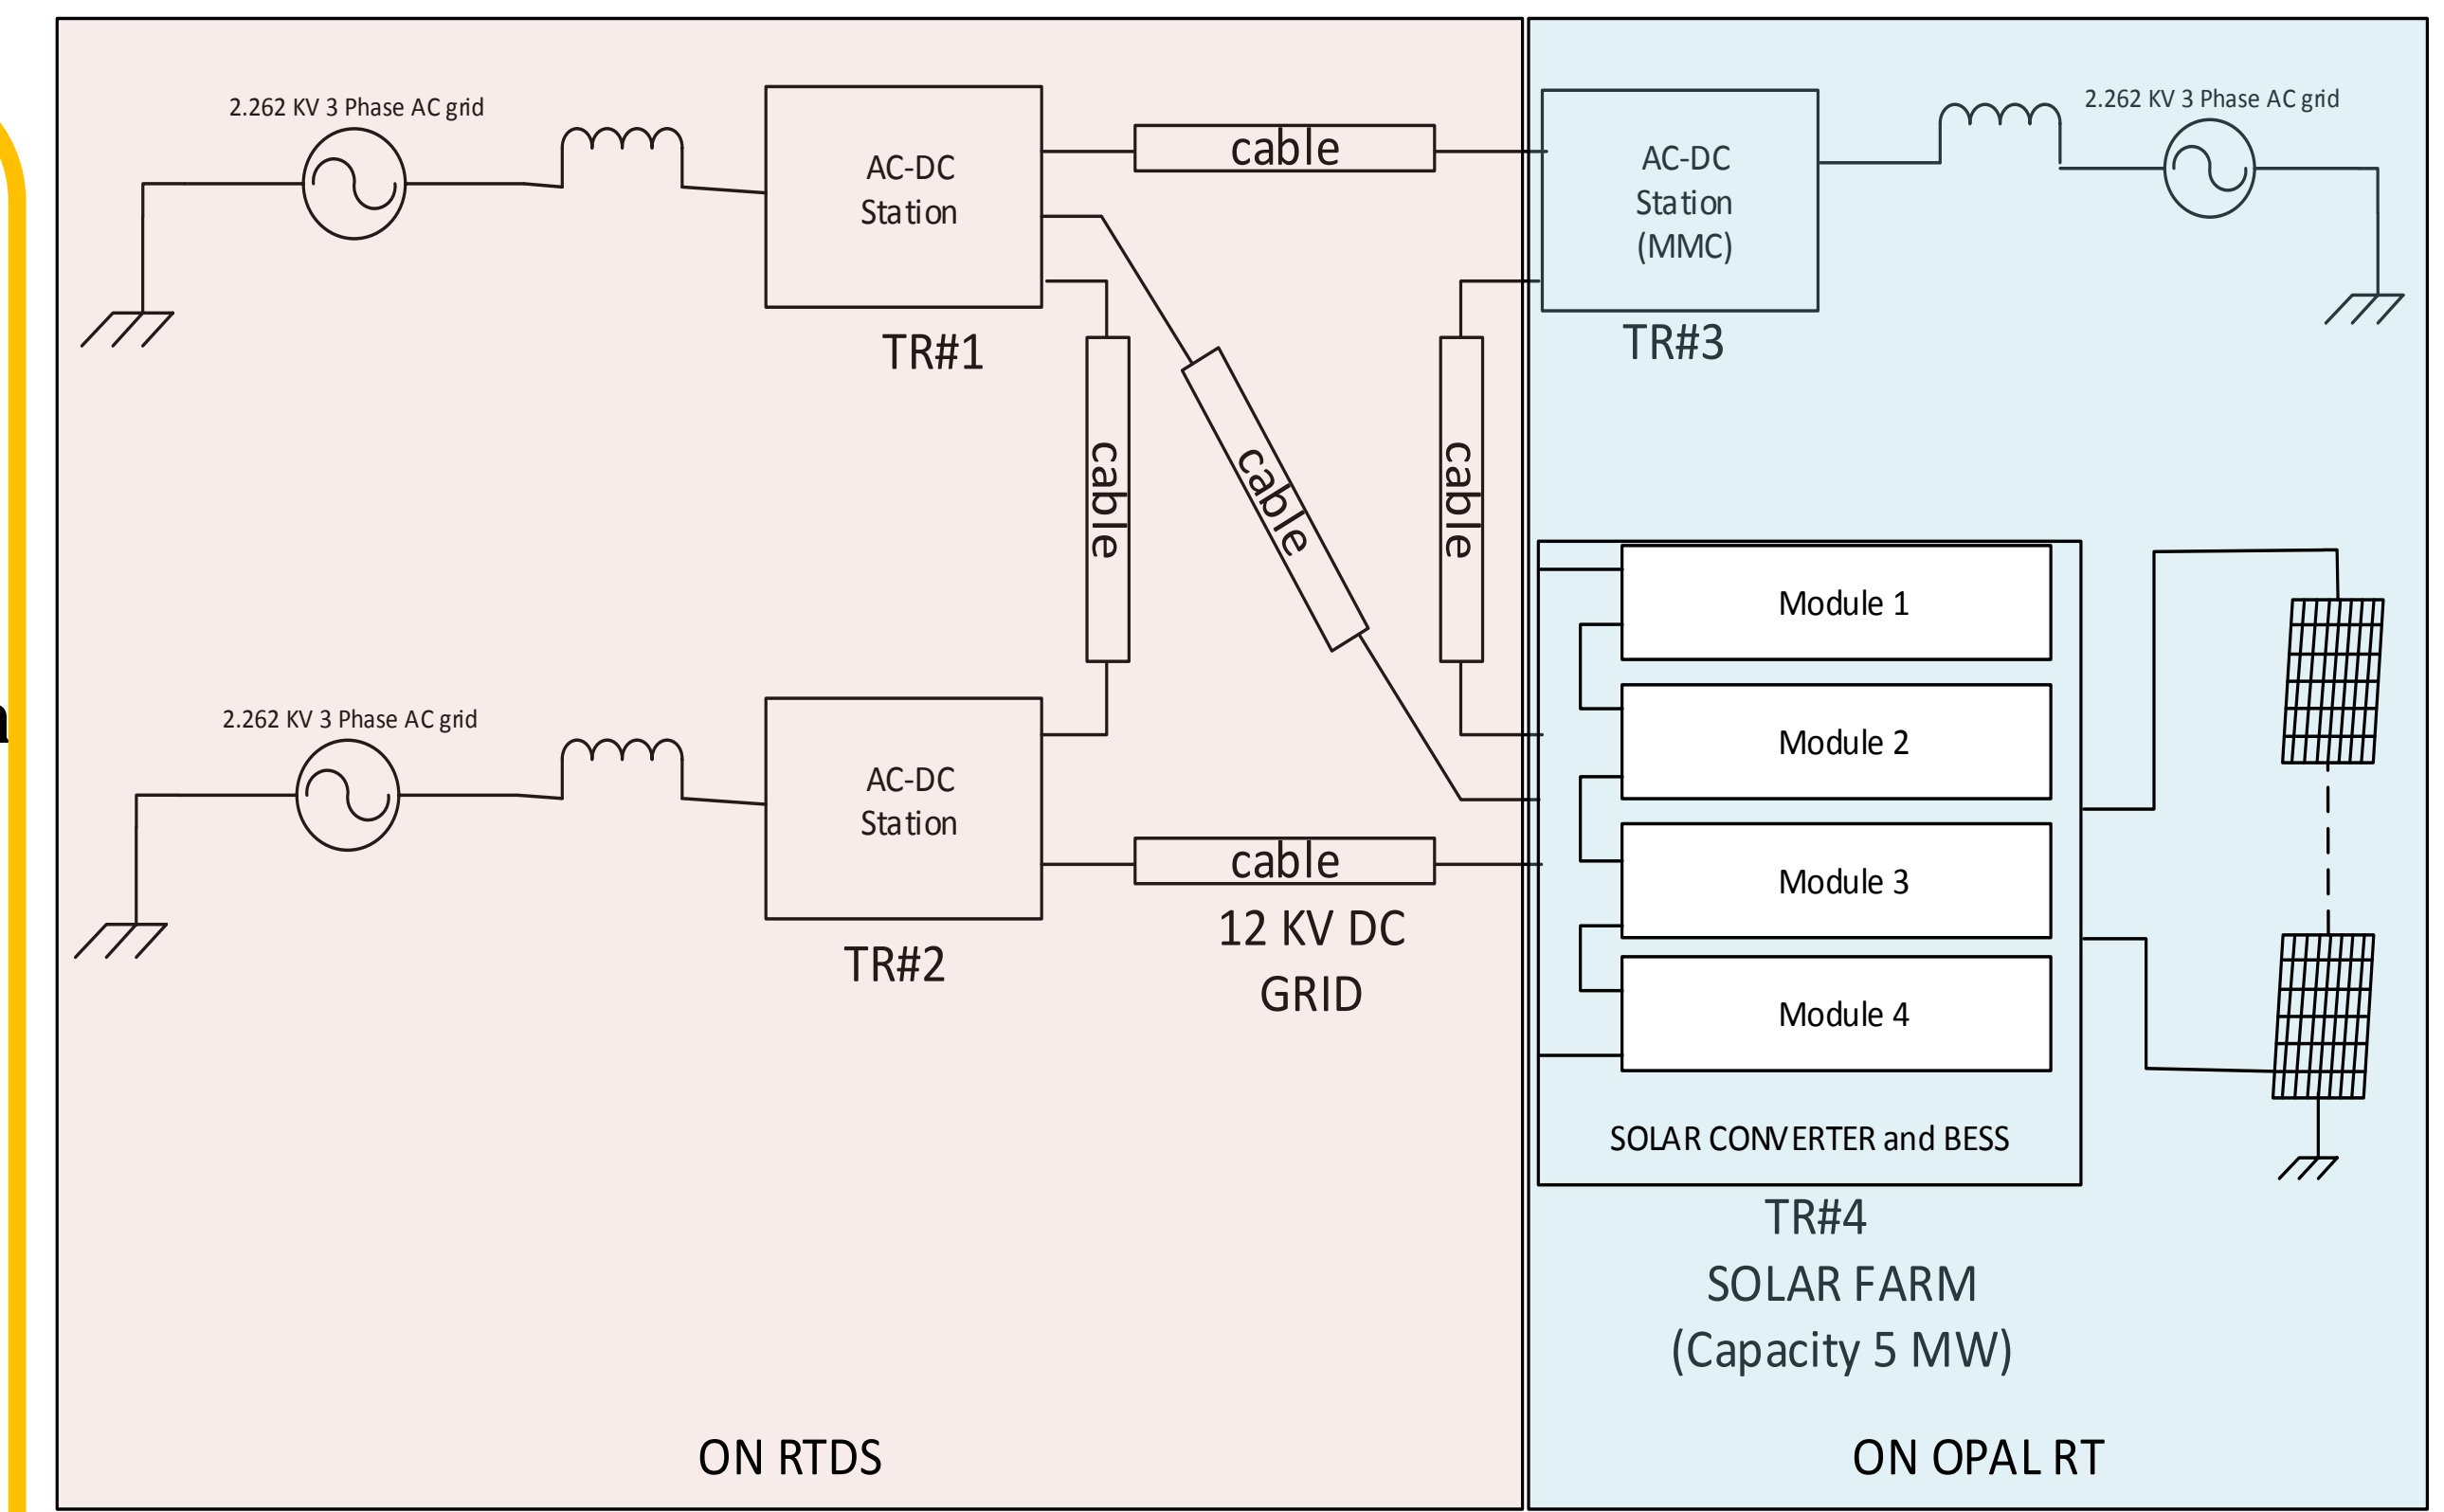 2.262 KV 3 Phase AC grid
AC-DC
Station
TR#1
cable
AC-DC
Station
(MMC)
TR#3
2.262 KV 3 Phase AC grid
cable
cable
cable
2.262 KV 3 Phase AC grid
AC-DC
Station
TR#2
cable
12 KV DC
GRID
Module 1
Module 2
Module 3
Module 4
SOLAR CONVERTER and BESS
TR#4
SOLAR FARM
(Capacity 5 MW)
ON RTDS
ON OPAL RT